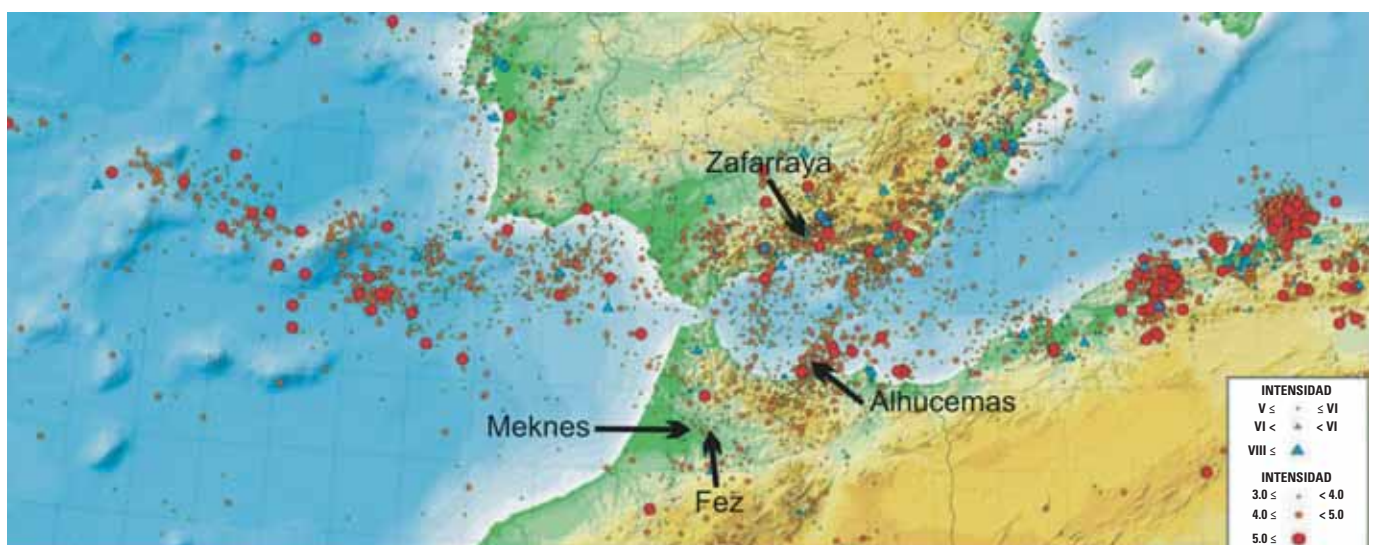 Zafarraya
Alhucemas
Meknes
Fez
INTENSIDAD
V ≤ ≤ VI
VI < < VI
VIII ≤
INTENSIDAD
3.0 ≤ < 4.0
4.0 ≤ < 5.0
5.0 ≤